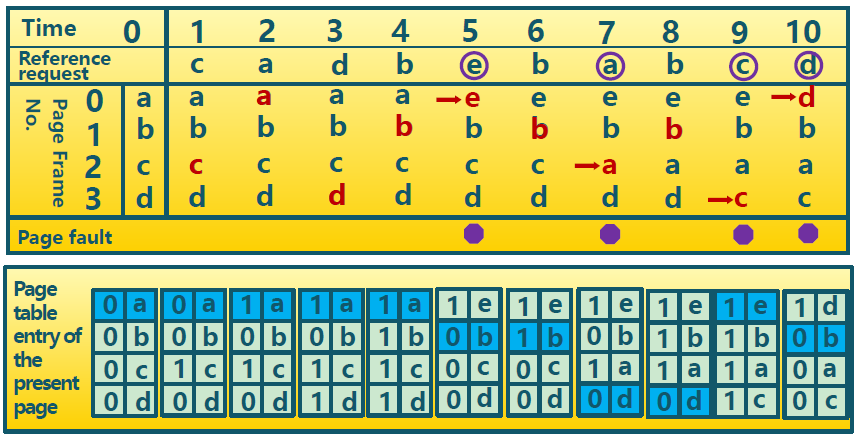 Time 0 1 2 3 4 5 6 7 8 9 10
Reference request c a d b e b a b c d
Page Frame No.
0 a a a a a e e e e e d
1 b b b b b b b b b b b
2 c c c c c c c a a a a
3 d d d d d d d d d c c
Page fault
Page table entry of the present page
0 a 0 a 1 a 1 a 1 a 1 e 1 e 1 e 1 e 1 e 1 d
0 b 0 b 0 b 0 b 1 b 0 b 1 b 0 b 1 b 1 b 0 b
0 c 1 c 1 c 1 c 1 c 0 c 0 c 1 a 1 a 1 a 0 a
0 d 0 d 0 d 1 d 1 d 0 d 0 d 0 d 0 d 1 c 0 c